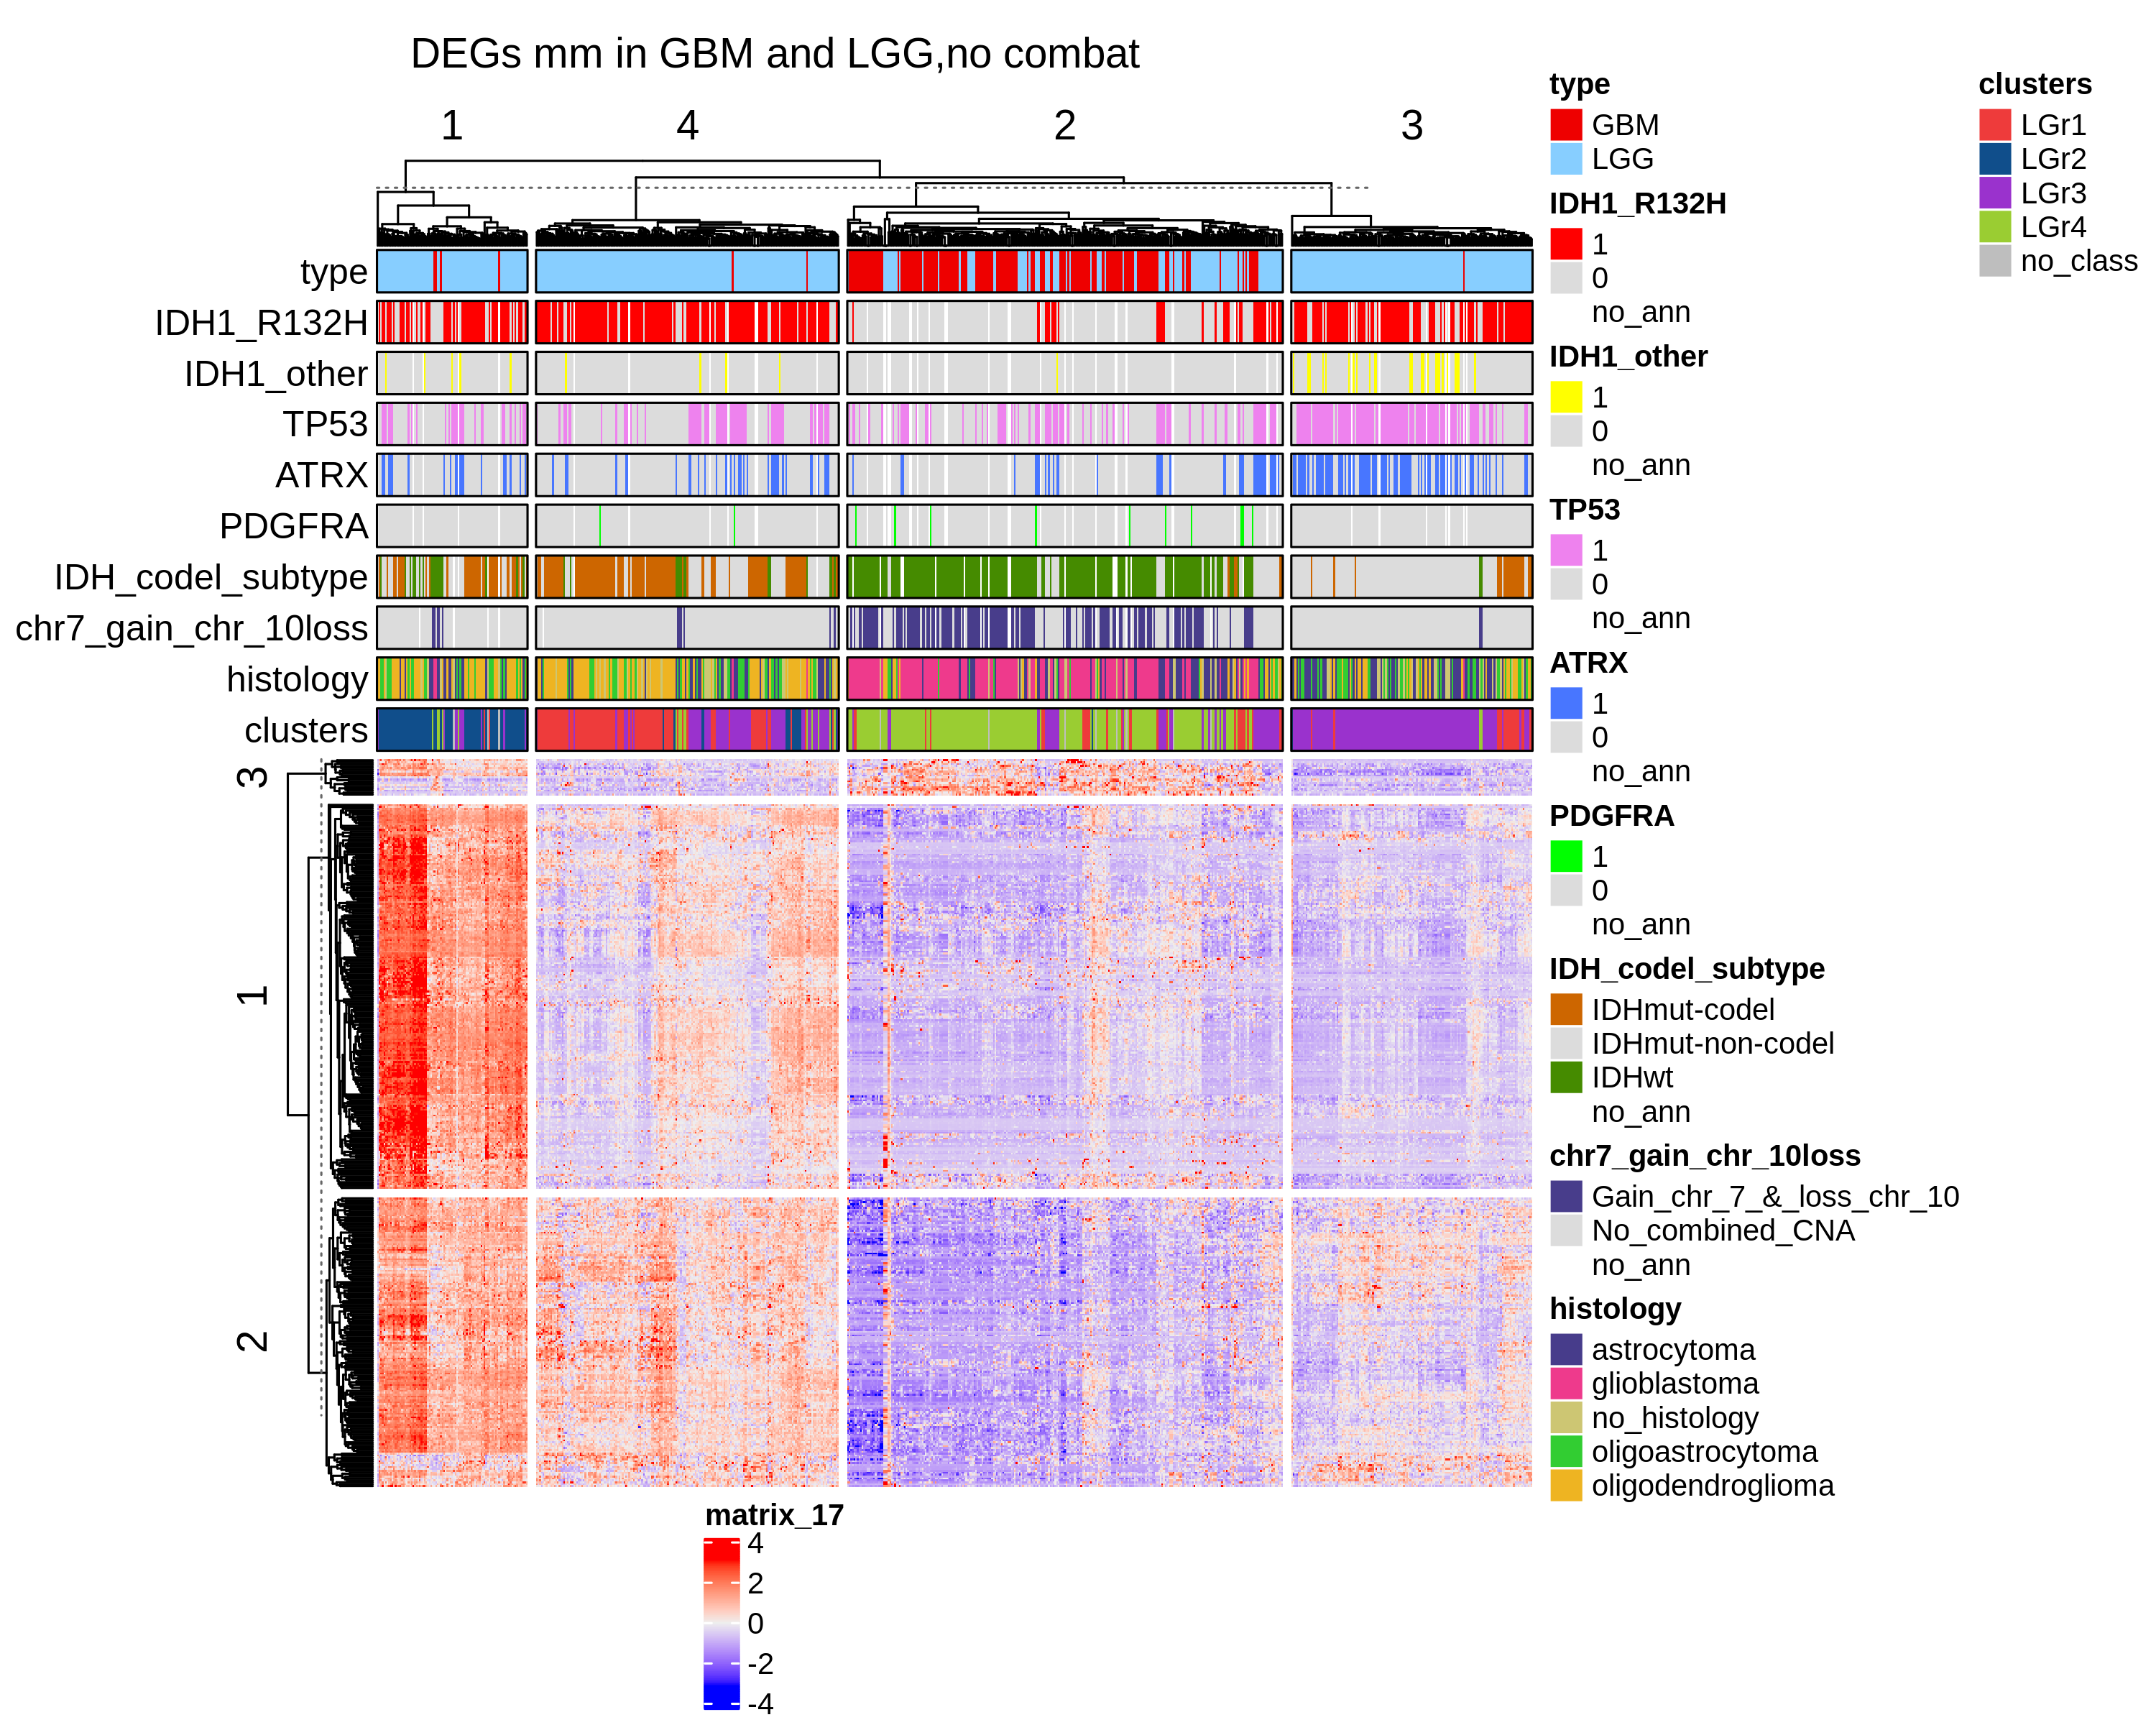 DEGs mm in GBM and LGG,no combat
1
4
2
3
type
IDH1_R132H
IDH1_other
TP53
ATRX
PDGFRA
IDH_codel_subtype
chr7_gain_chr_10loss
histology
clusters
3
1
2
matrix_17
4
2
0
-2
-4
type
GBM
LGG
IDH1_R132H
1
0
no_ann
IDH1_other
1
0
no_ann
TP53
1
0
no_ann
ATRX
1
0
no_ann
PDGFRA
1
0
no_ann
IDH_codel_subtype
IDHmut-codel
IDHmut-non-codel
IDHwt
no_ann
chr7_gain_chr_10loss
Gain_chr_7_&_loss_chr_10
No_combined_CNA
no_ann
histology
astrocytoma
glioblastoma
no_histology
oligoastrocytoma
oligodendroglioma
clusters
LGr1
LGr2
LGr3
LGr4
no_class